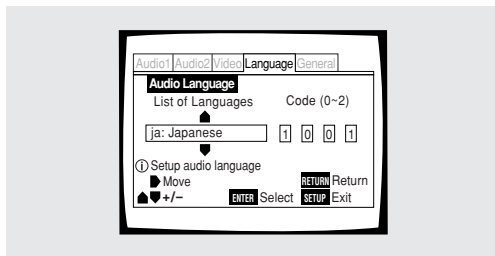 Audio1 Audio2 Video Language General
Audio Language
List of Languages Code (0~2)
ja: Japanese 1 0 0 1
i Setup audio language
Move RETURN Return
+/− ENTER Select SETUP Exit